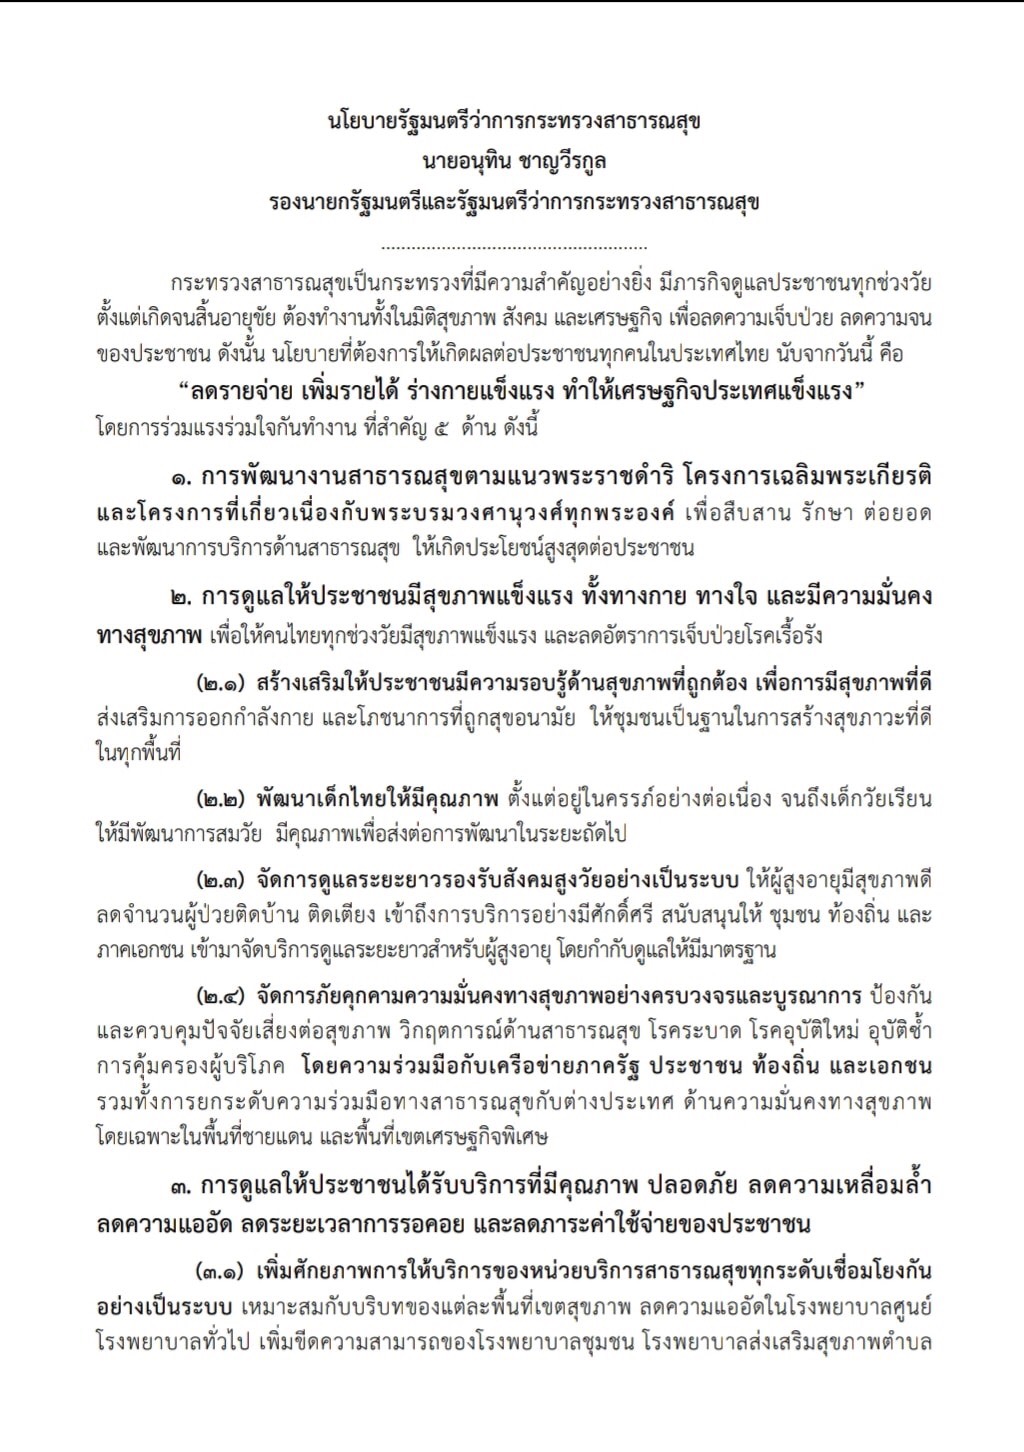 นโยบายรัฐมนตรีว่าการกระทรวงสาธารณสุข
นายอนุทิน ชาญวีรกูล
รองนายกรัฐมนตรีและรัฐมนตรีว่าการกระทรวงสาธารณสุข
.....................................................
กระทรวงสาธารณสุขเป็นกระทรวงที่มีความสำคัญอย่างยิ่ง มีภารกิจดูแลประชาชนทุกช่วงวัย
ตั้งแต่เกิดจนสิ้นอายุขัย ต้องทำงานทั้งในมิติสุขภาพ สังคม และเศรษฐกิจ เพื่อลดความเจ็บป่วย ลดความจน
ของประชาชน ดังนั้น นโยบายที่ต้องการให้เกิดผลต่อประชาชนทุกคนในประเทศไทย นับจากวันนี้ คือ
“ลดรายจ่าย เพิ่มรายได้ ร่างกายแข็งแรง ทำให้เศรษฐกิจประเทศแข็งแรง”
โดยการร่วมแรงร่วมใจกันทำงาน ที่สำคัญ ๕ ด้าน ดังนี้
๑. การพัฒนางานสาธารณสุขตามแนวพระราชดำริ โครงการเฉลิมพระเกียรติ
และโครงการที่เกี่ยวเนื่องกับพระบรมวงศานุวงศ์ทุกพระองค์ เพื่อสืบสาน รักษา ต่อยอด
และพัฒนาการบริการด้านสาธารณสุข ให้เกิดประโยชน์สูงสุดต่อประชาชน
๒. การดูแลให้ประชาชนมีสุขภาพแข็งแรง ทั้งทางกาย ทางใจ และมีความมั่นคง
ทางสุขภาพ เพื่อให้คนไทยทุกช่วงวัยมีสุขภาพแข็งแรง และลดอัตราการเจ็บป่วยโรคเรื้อรัง
(๒.๑) สร้างเสริมให้ประชาชนมีความรอบรู้ด้านสุขภาพที่ถูกต้อง เพื่อการมีสุขภาพที่ดี
ส่งเสริมการออกกำลังกาย และโภชนาการที่ถูกสุขอนามัย ให้ชุมชนเป็นฐานในการสร้างสุขภาวะที่ดี
ในทุกพื้นที่
(๒.๒) พัฒนาเด็กไทยให้มีคุณภาพ ตั้งแต่อยู่ในครรภ์อย่างต่อเนื่อง จนถึงเด็กวัยเรียน
ให้มีพัฒนาการสมวัย มีคุณภาพเพื่อส่งต่อการพัฒนาในระยะถัดไป
(๒.๓) จัดการดูแลระยะยาวรองรับสังคมสูงวัยอย่างเป็นระบบ ให้ผู้สูงอายุมีสุขภาพดี
ลดจำนวนผู้ป่วยติดบ้าน ติดเตียง เข้าถึงการบริการอย่างมีศักดิ์ศรี สนับสนุนให้ ชุมชน ท้องถิ่น และ
ภาคเอกชน เข้ามาจัดบริการดูแลระยะยาวสำหรับผู้สูงอายุ โดยกำกับดูแลให้มีมาตรฐาน
(๒.๔) จัดการภัยคุกคามความมั่นคงทางสุขภาพอย่างครบวงจรและบูรณาการ ป้องกัน
และควบคุมปัจจัยเสี่ยงต่อสุขภาพ วิกฤตการณ์ด้านสาธารณสุข โรคระบาด โรคอุบัติใหม่ อุบัติซ้ำ
การคุ้มครองผู้บริโภค โดยความร่วมมือกับเครือข่ายภาครัฐ ประชาชน ท้องถิ่น และเอกชน
รวมทั้งการยกระดับความร่วมมือทางสาธารณสุขกับต่างประเทศ ด้านความมั่นคงทางสุขภาพ
โดยเฉพาะในพื้นที่ชายแดน และพื้นที่เขตเศรษฐกิจพิเศษ
๓. การดูแลให้ประชาชนได้รับบริการที่มีคุณภาพ ปลอดภัย ลดความเหลื่อมล้ำ
ลดความแออัด ลดระยะเวลาการรอคอย และลดภาระค่าใช้จ่ายของประชาชน
(๓.๑) เพิ่มศักยภาพการให้บริการของหน่วยบริการสาธารณสุขทุกระดับเชื่อมโยงกัน
อย่างเป็นระบบ เหมาะสมกับบริบทของแต่ละพื้นที่เขตสุขภาพ ลดความแออัดในโรงพยาบาลศูนย์
โรงพยาบาลทั่วไป เพิ่มขีดความสามารถของโรงพยาบาลชุมชน โรงพยาบาลส่งเสริมสุขภาพตำบล